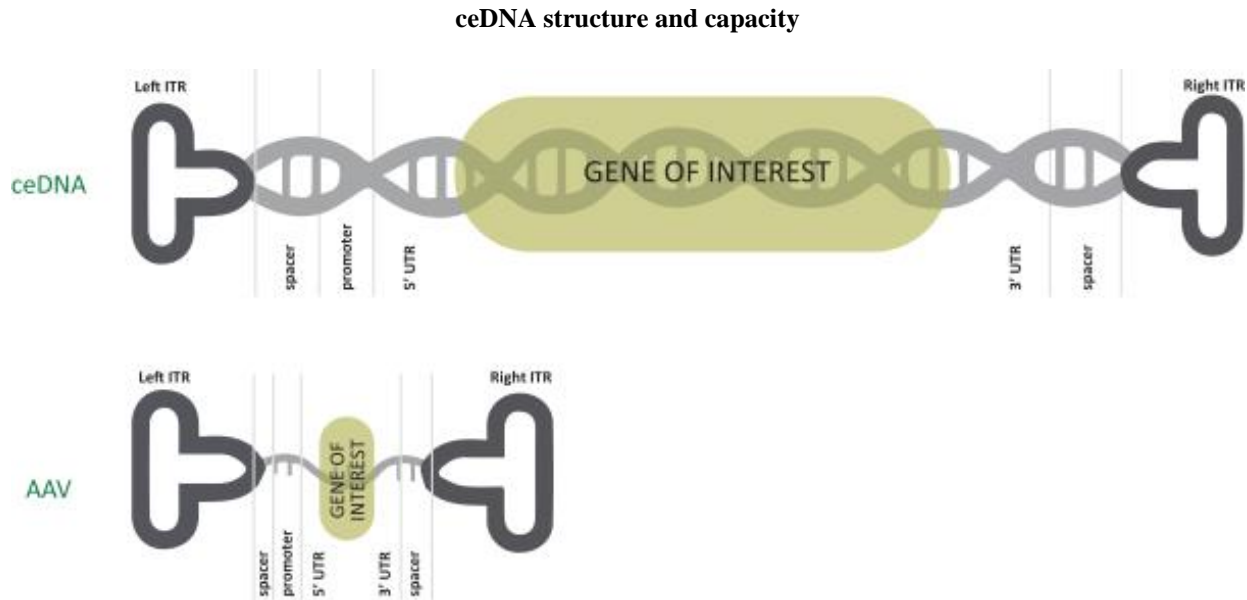 ceDNA structure and capacity
Left ITR
Right ITR
ceDNA
GENE OF INTEREST
spacer
promoter
5' UTR
3' UTR
spacer
Left ITR
Right ITR
AAV
GENE OF
INTEREST
spacer
promoter
5' UTR
3' UTR
spacer